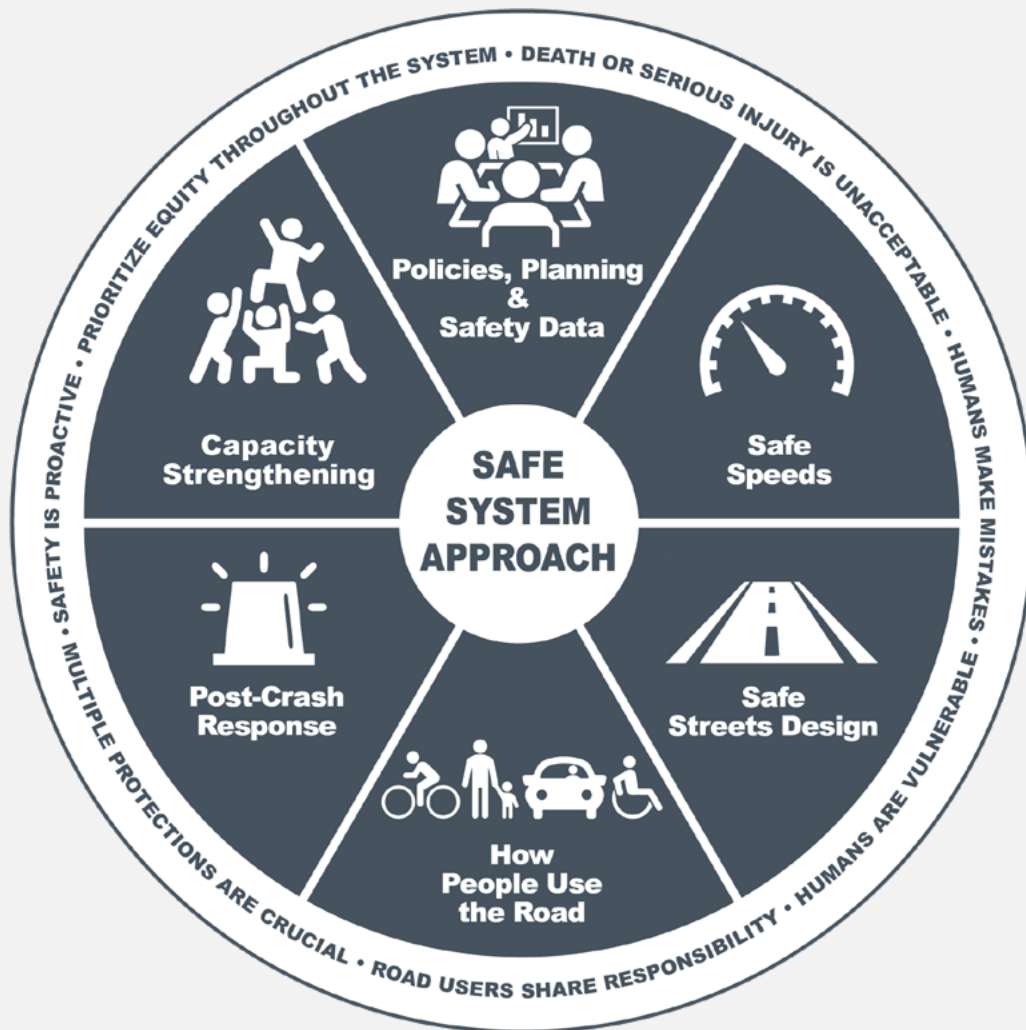 PRIORITIZE EQUITY THROUGHOUT THE SYSTEM • DEATH OR SERIOUS INJURY IS UNACCEPTABLE • HUMANS MAKE MISTAKES • HUMANS ARE VULNERABLE • ROAD USERS SHARE RESPONSIBILITY • MULTIPLE PROTECTIONS ARE CRUCIAL • SAFETY IS PROACTIVE •
Policies, Planning
&
Safety Data
Safe
Speeds
Safe
Streets Design
How
People Use
the Road
Post-Crash
Response
Capacity
Strengthening
SAFE
SYSTEM
APPROACH